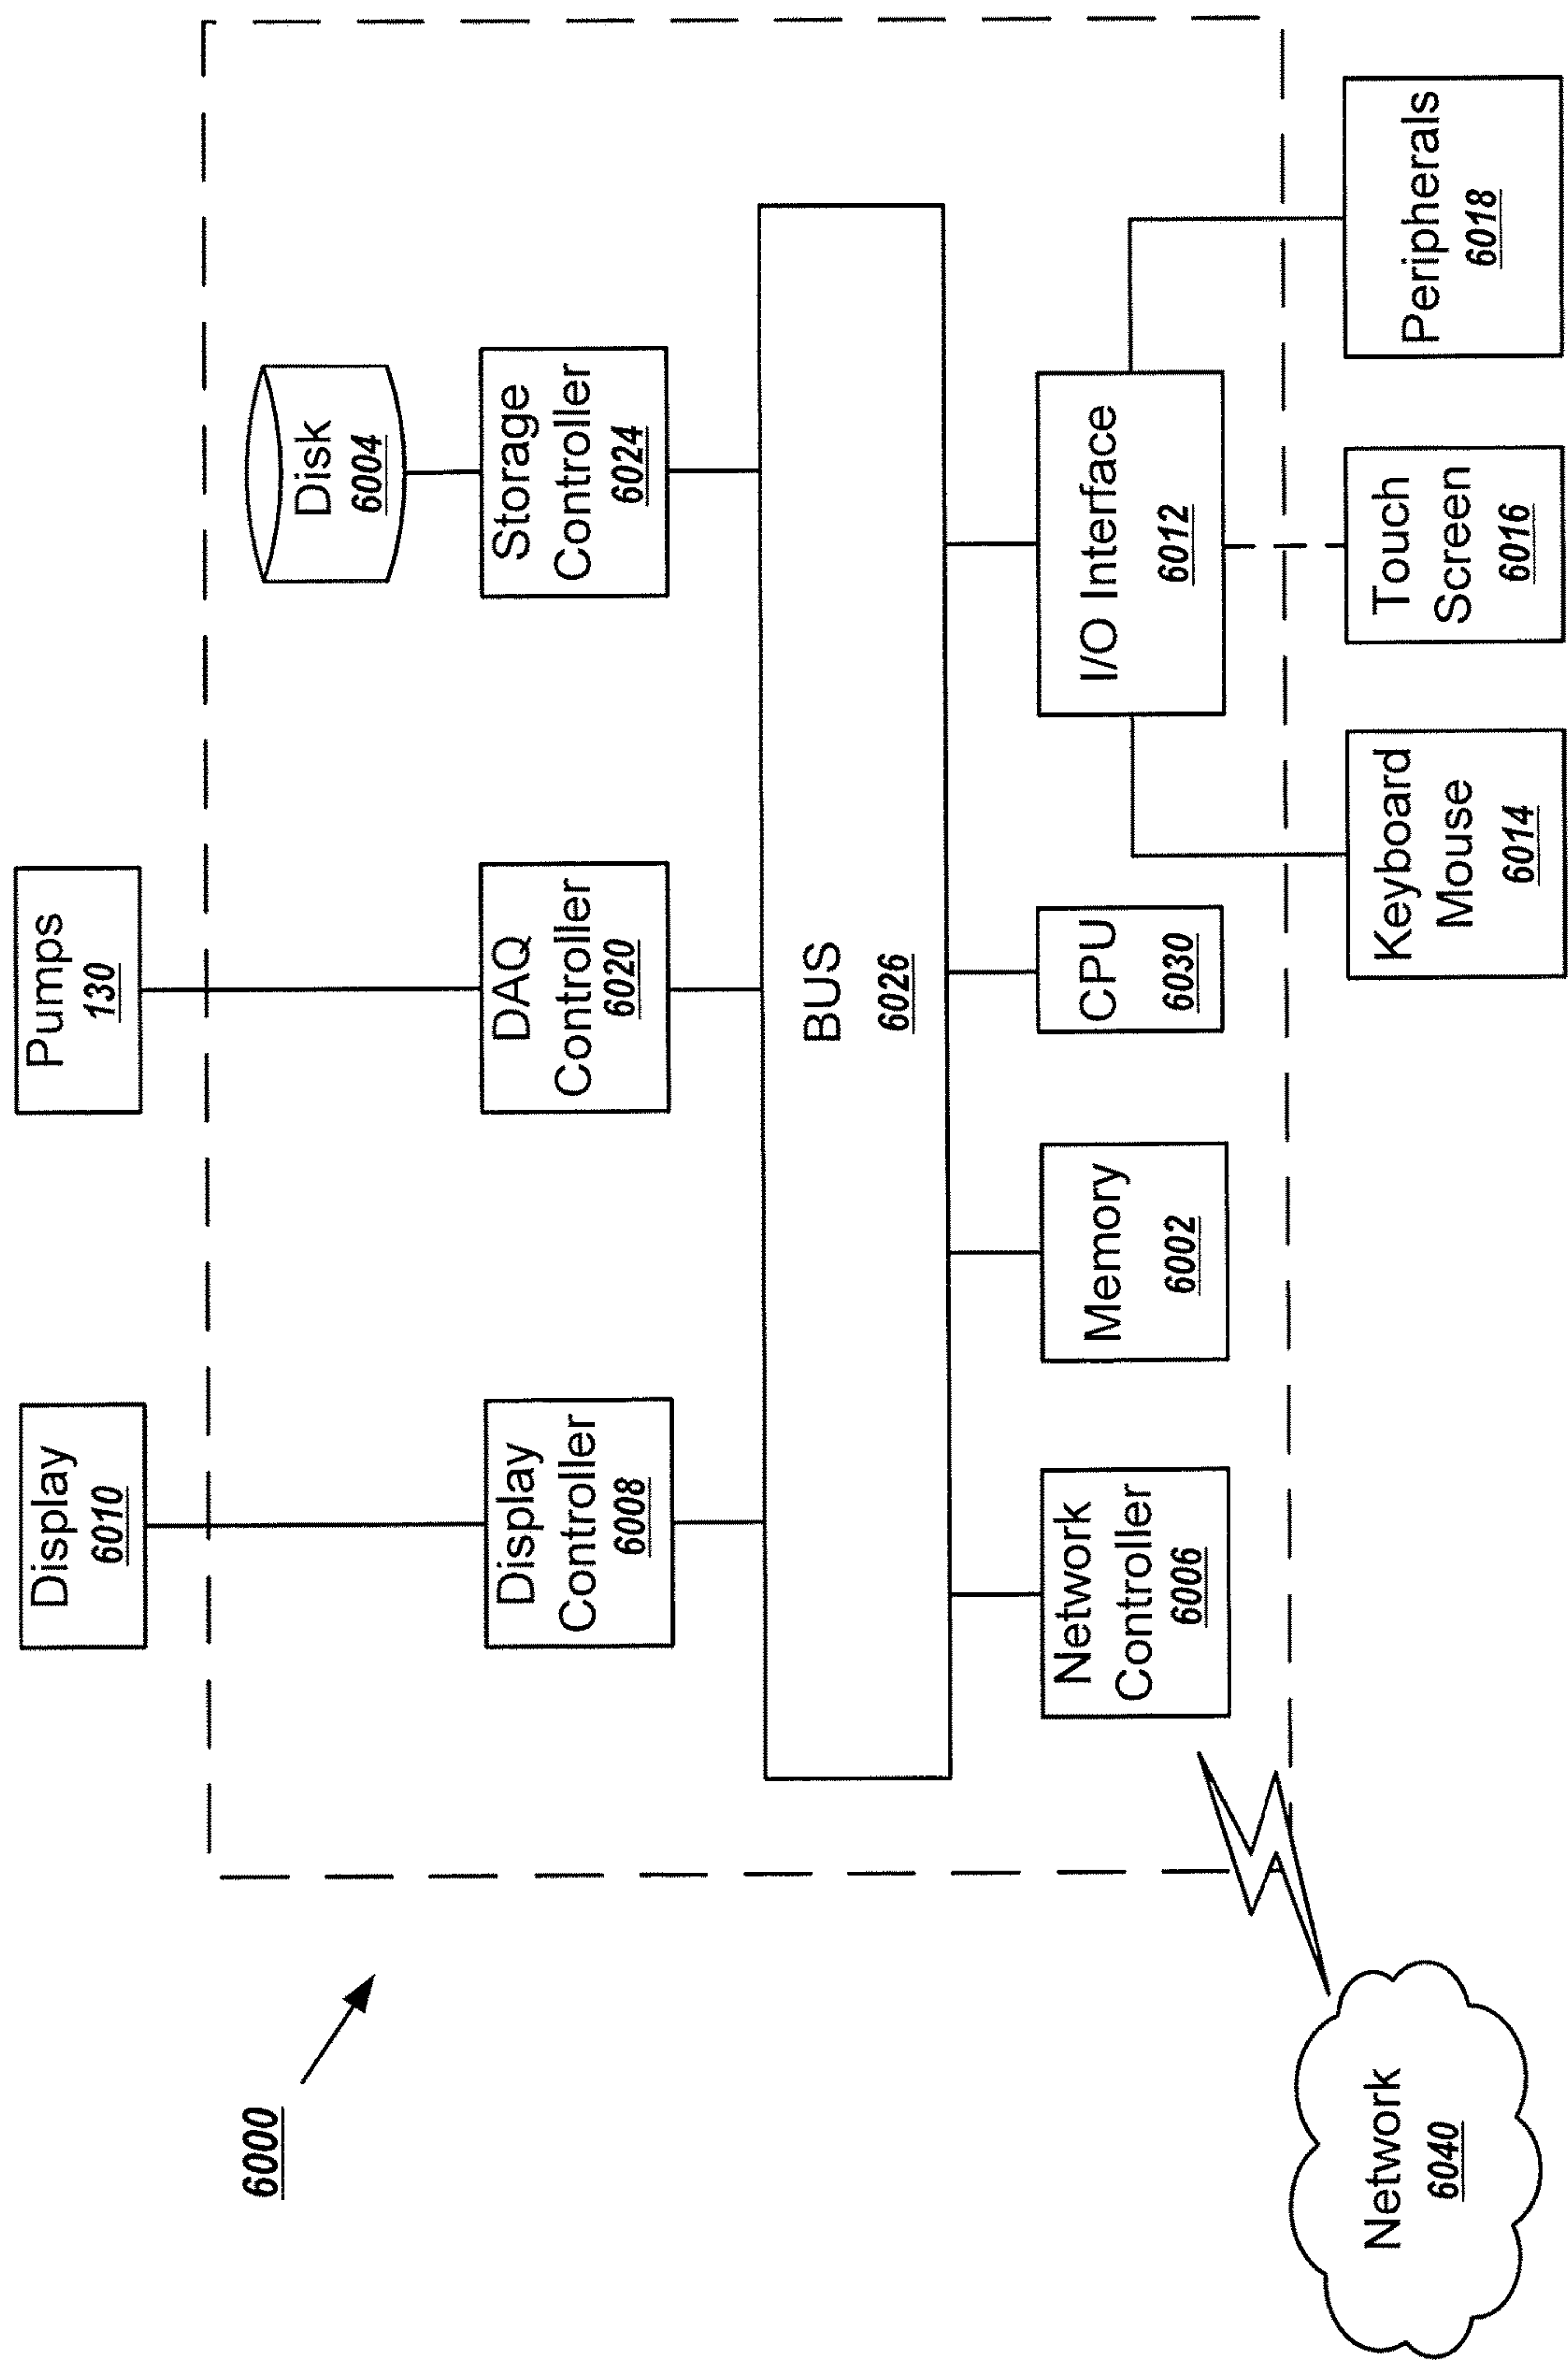 6000
Display
6010
Pumps
130
Disk
6004
Display
Controller
6008
DAQ
Controller
6020
Storage
Controller
6024
BUS
6026
Network
Controller
6006
Memory
6002
CPU
6030
I/O Interface
6012
Network
6040
Keyboard
Mouse
6014
Touch
Screen
6016
Peripherals
6018